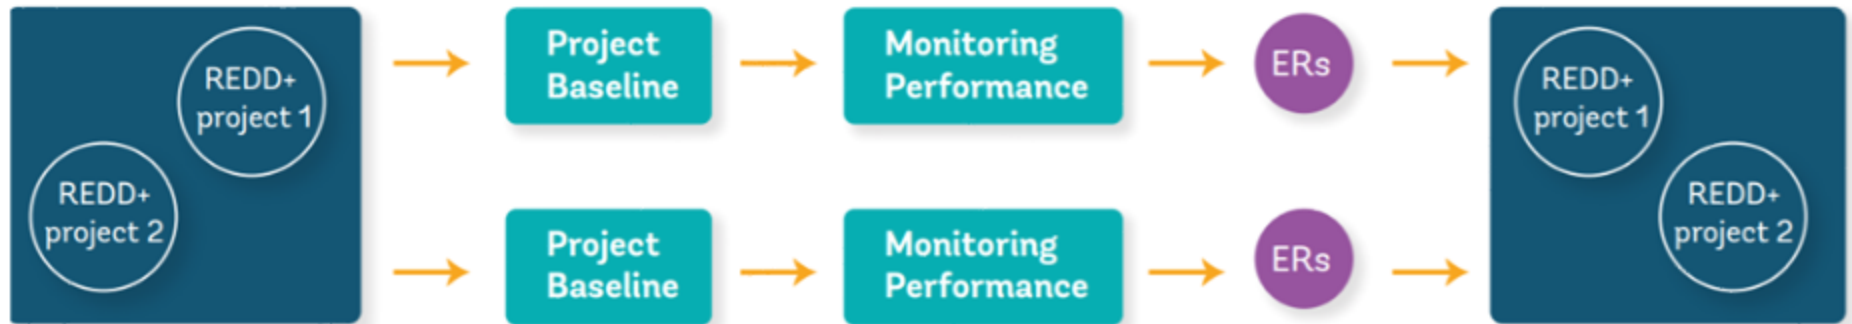 REDD+
project 1
REDD+
project 2
Project
Baseline
Monitoring
Performance
ERs
Project
Baseline
Monitoring
Performance
ERs
REDD+
project 1
REDD+
project 2